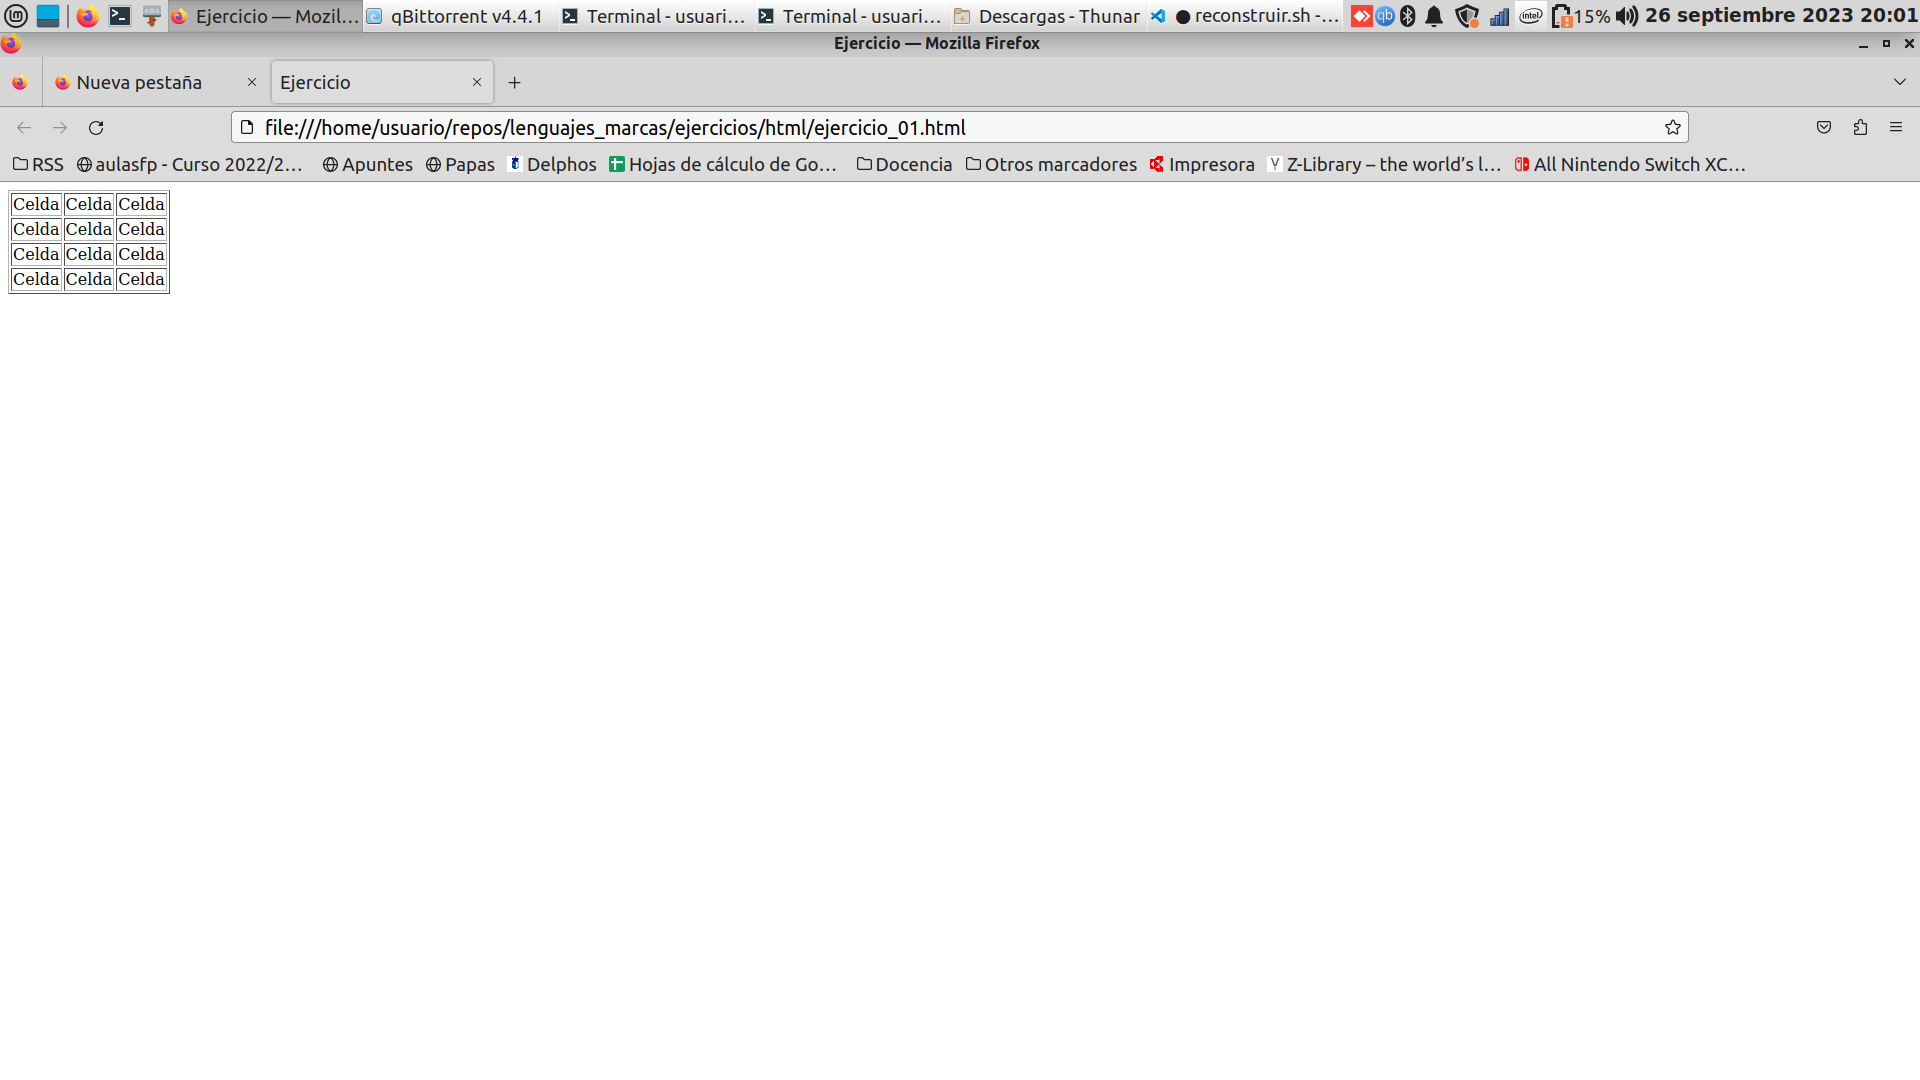 Ejercicio — Mozil... qBittorrent v4.4.1 Terminal - usuari... Terminal - usuari... Descargas - Thunar reconstruir.sh -... qb intel 15% 26 septiembre 2023 20:01
Ejercicio — Mozilla Firefox
Nueva pestaña Ejercicio
file:///home/usuario/repos/lenguajes_marcas/ejercicios/html/ejercicio_01.html
RSS aulasfp - Curso 2022/2... Apuntes Papas Delphos Hojas de cálculo de Go... Docencia Otros marcadores Impresora Z-Library – the world’s l... All Nintendo Switch XC...
Celda Celda Celda
Celda Celda Celda
Celda Celda Celda
Celda Celda Celda